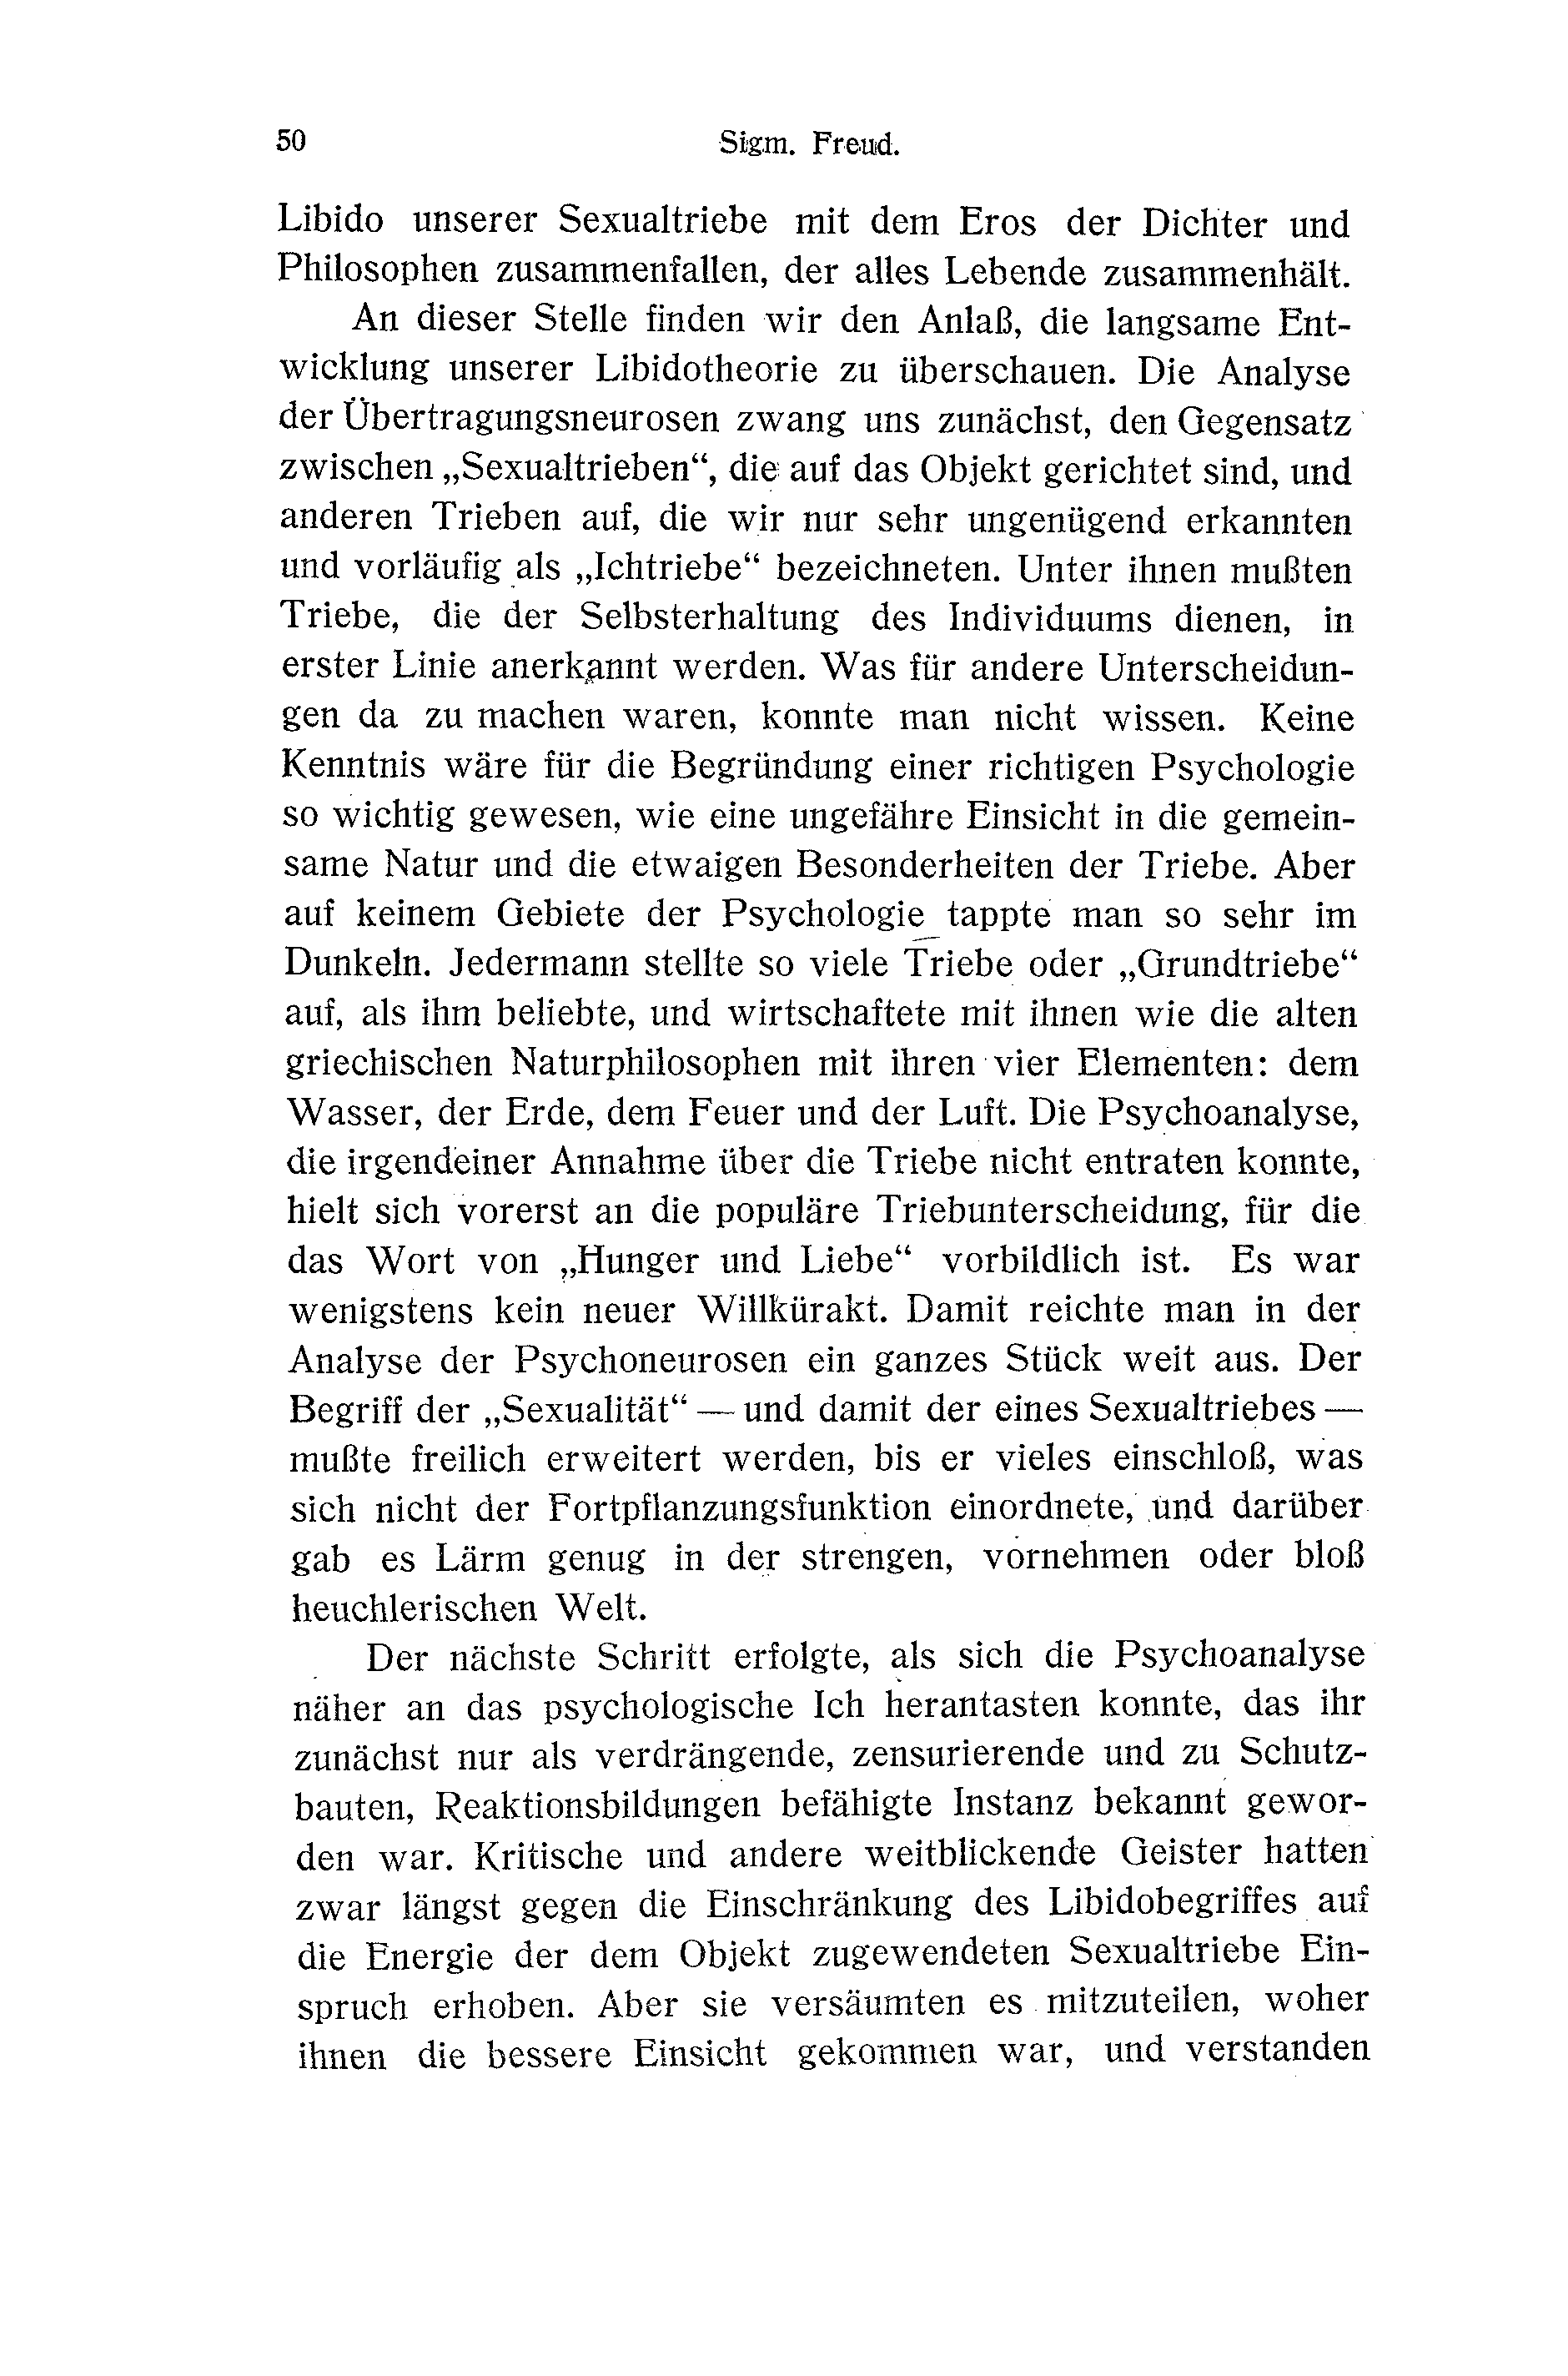 50
Sigm. Freud.
Libido unserer Sexualtriebe mit dem Eros der Dichter und
Philosophen zusammenfallen, der alles Lebende zusammenhält.
An dieser Stelle finden wir den Anlaß, die langsame Ent-
wicklung unserer Libidotheorie zu überschauen. Die Analyse
der Übertragungsneurosen zwang uns zunächst, den Gegensatz
zwischen „Sexualtrieben“, die auf das Objekt gerichtet sind, und
anderen Trieben auf, die wir nur sehr ungenügend erkannten
und vorläufig als „Ichtriebe“ bezeichneten. Unter ihnen mußten
Triebe, die der Selbsterhaltung des Individuums dienen, in
erster Linie anerkannt werden. Was für andere Unterscheidun-
gen da zu machen waren, konnte man nicht wissen. Keine
Kenntnis wäre für die Begründung einer richtigen Psychologie
so wichtig gewesen, wie eine ungefähre Einsicht in die gemein-
same Natur und die etwaigen Besonderheiten der Triebe. Aber
auf keinem Gebiete der Psychologie tappte man so sehr im
Dunkeln. Jedermann stellte so viele Triebe oder „Grundtriebe“
auf, als ihm beliebte, und wirtschaftete mit ihnen wie die alten
griechischen Naturphilosophen mit ihren vier Elementen: dem
Wasser, der Erde, dem Feuer und der Luft. Die Psychoanalyse,
die irgendeiner Annahme über die Triebe nicht entraten konnte,
hielt sich vorerst an die populäre Triebunterscheidung, für die
das Wort von „Hunger und Liebe“ vorbildlich ist. Es war
wenigstens kein neuer Willkürakt. Damit reichte man in der
Analyse der Psychoneurosen ein ganzes Stück weit aus. Der
Begriff der „Sexualität“ — und damit der eines Sexualtriebes —
mußte freilich erweitert werden, bis er vieles einschloß, was
sich nicht der Fortpflanzungsfunktion einordnete, und darüber
gab es Lärm genug in der strengen, vornehmen oder bloß
heuchlerischen Welt.
Der nächste Schritt erfolgte, als sich die Psychoanalyse
näher an das psychologische Ich herantasten konnte, das ihr
zunächst nur als verdrängende, zensurierende und zu Schutz-
bauten, Reaktionsbildungen befähigte Instanz bekannt gewor-
den war. Kritische und andere weitblickende Geister hatten
zwar längst gegen die Einschränkung des Libidobegriffes auf
die Energie der dem Objekt zugewendeten Sexualtriebe Ein-
spruch erhoben. Aber sie versäumten es mitzuteilen, woher
ihnen die bessere Einsicht gekommen war, und verstanden